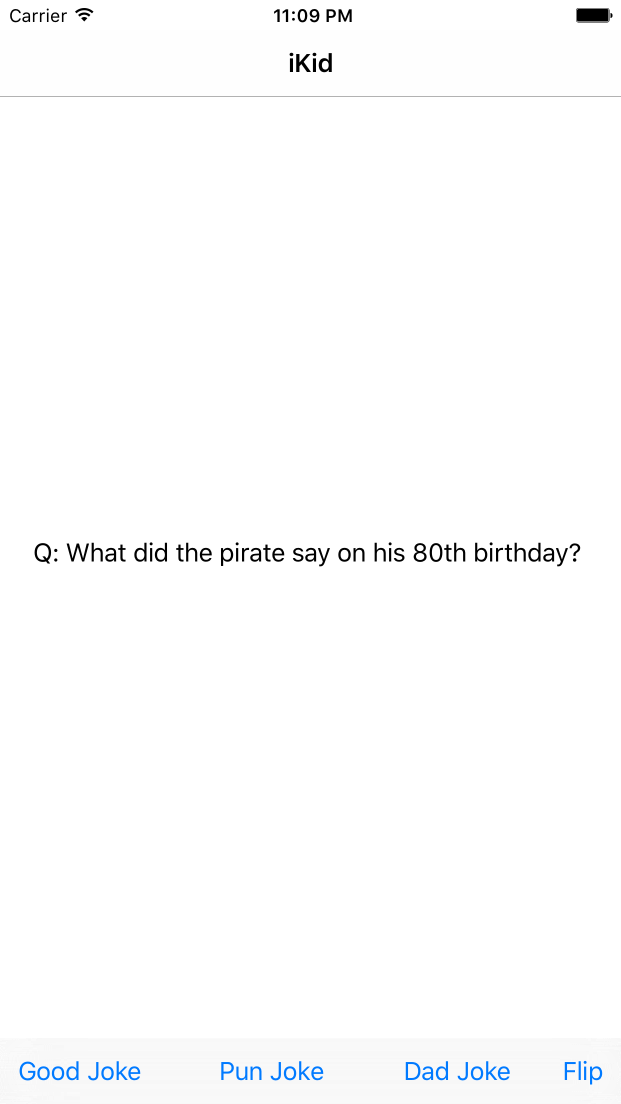 Carrier 11:09 PM
iKid
Q: What did the pirate say on his 80th birthday?
Good Joke Pun Joke Dad Joke Flip